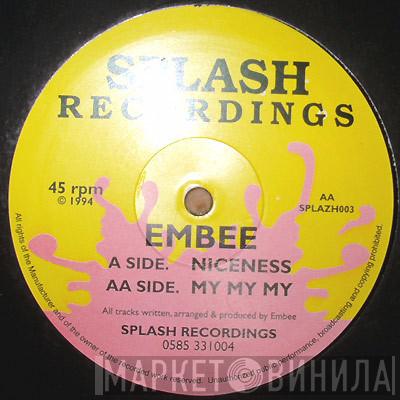 SPLASH
RECORDINGS
45 rpm
© 1994
AA
SPLAZH003
EMBEE
A SIDE. NICENESS
AA SIDE. MY MY MY
All tracks written, arranged & produced by Embee
SPLASH RECORDINGS
0585 331004
All rights of the Manufacturer and of the owner of the recorded work reserved. Unauthorized public performance, broadcasting and copying prohibited.
МАРКЕТ ВИНИЛА